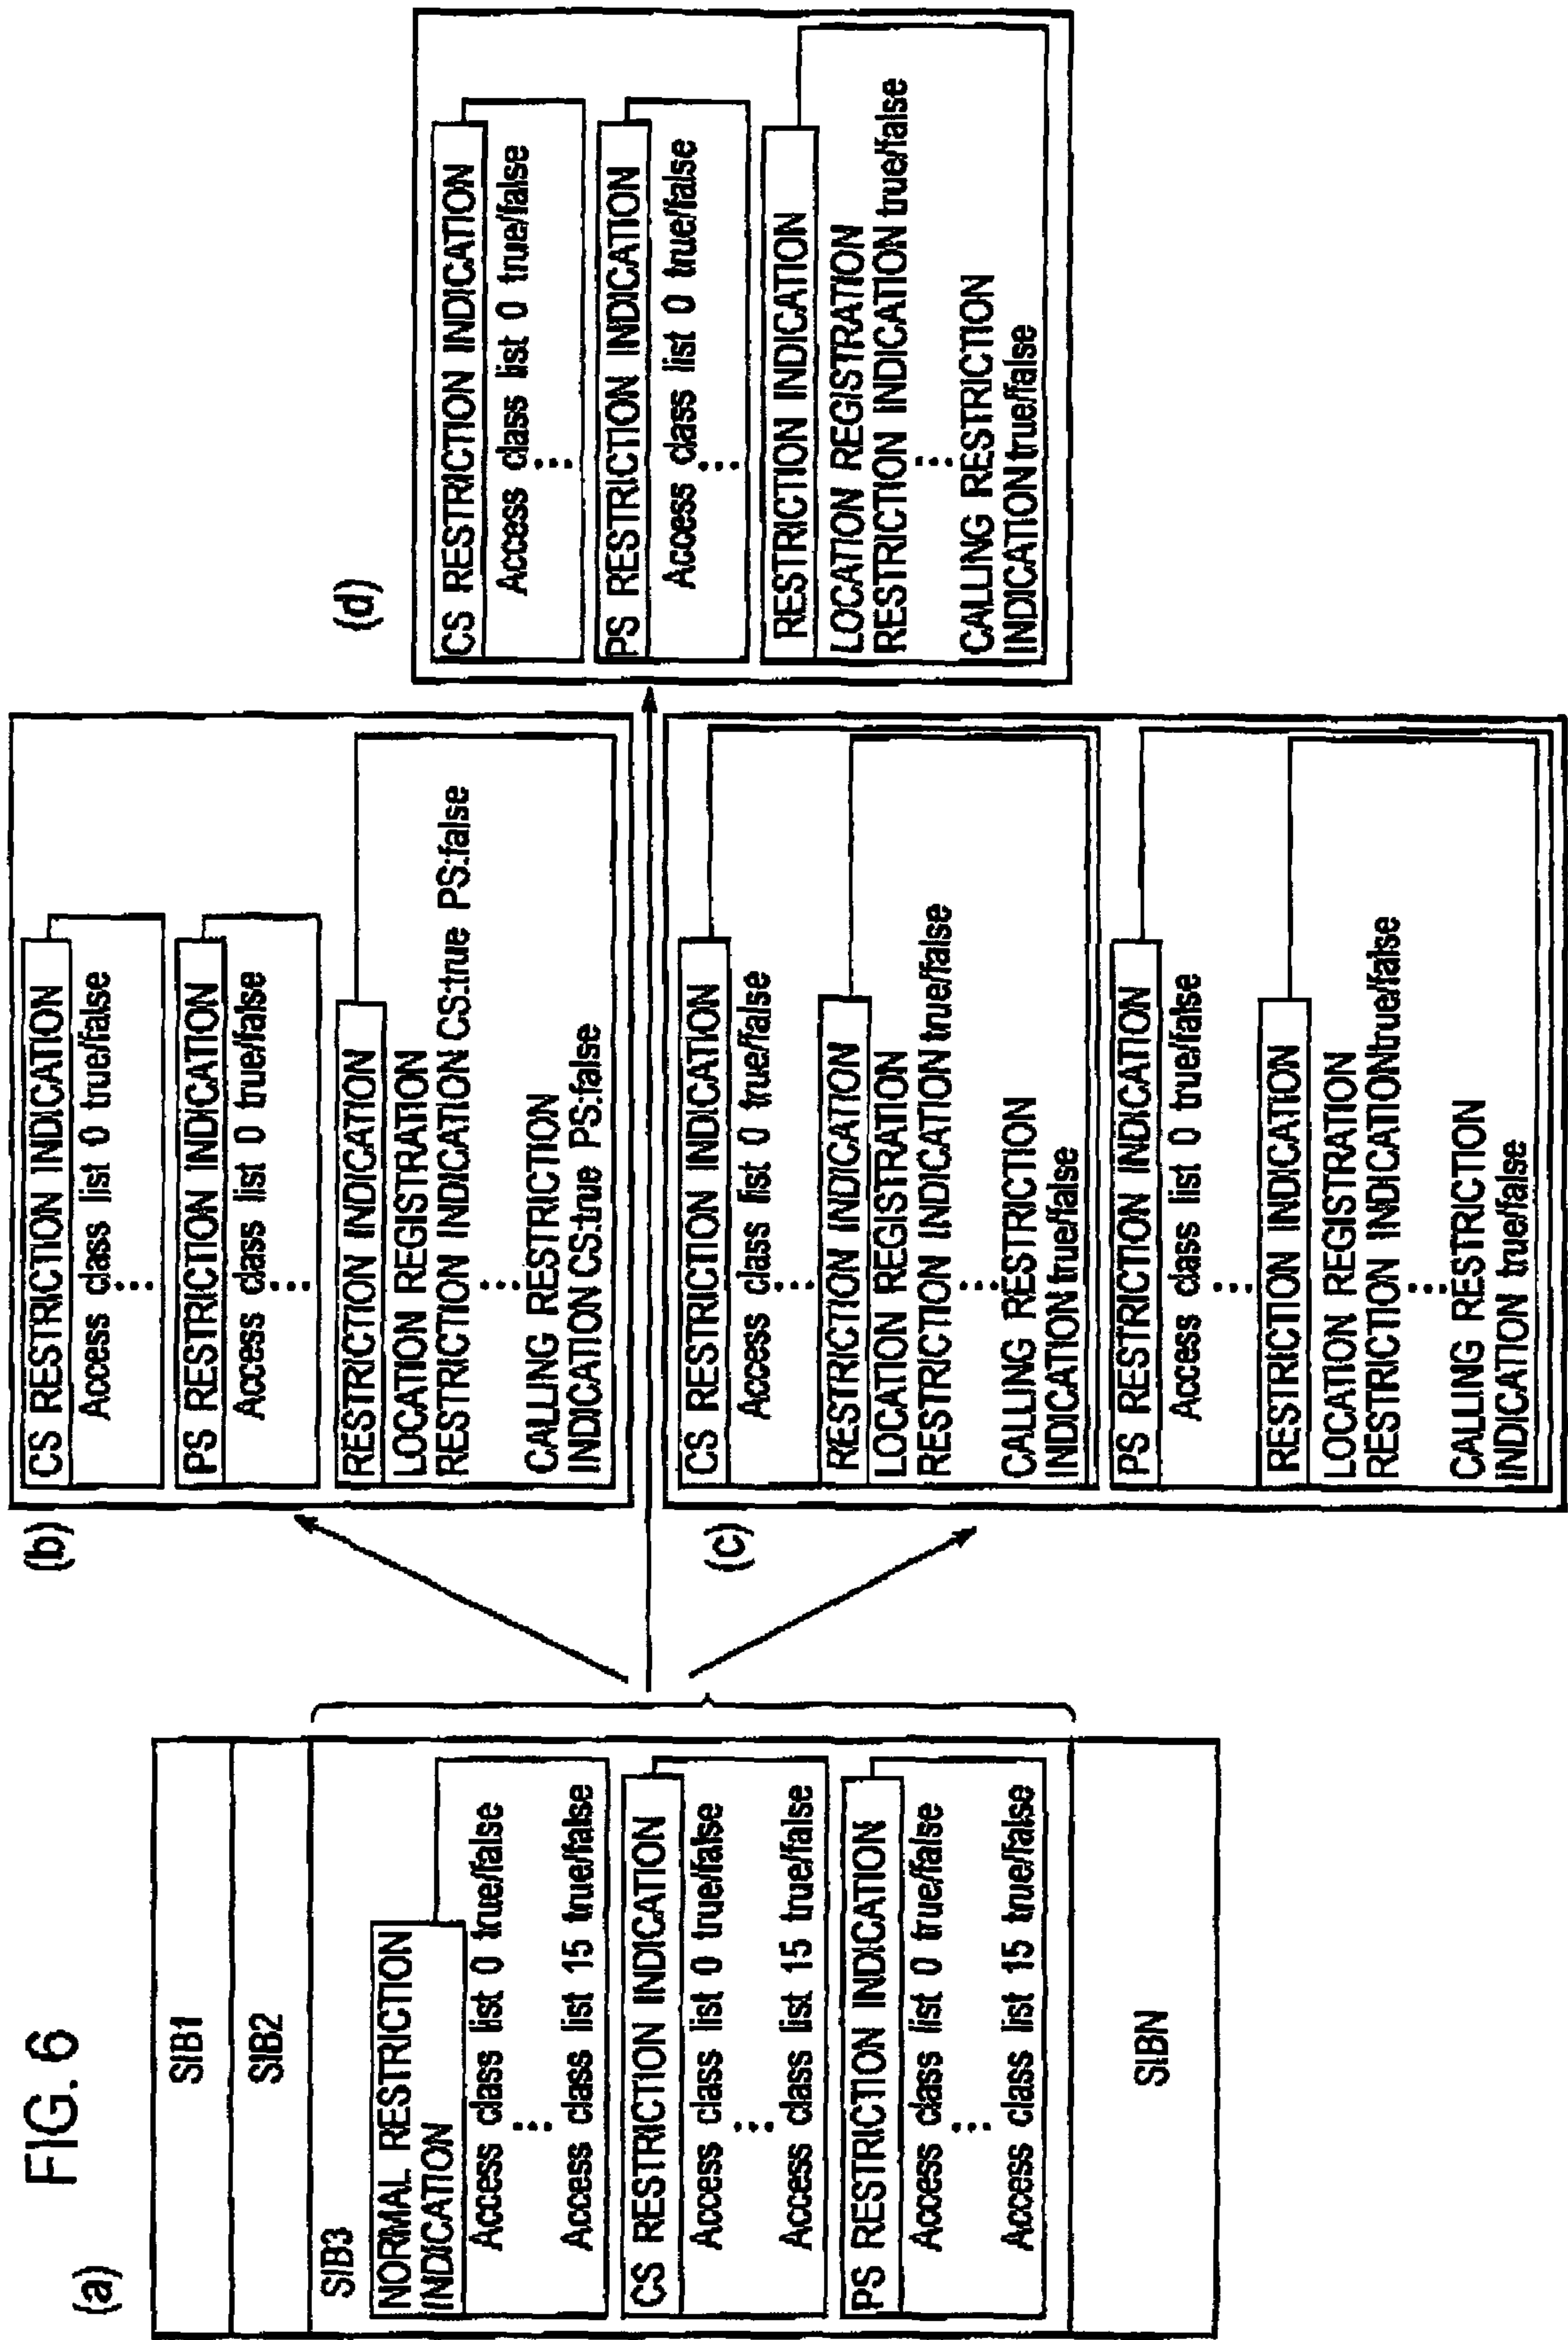 FIG. 6
(a)
SIB1
SIB2
SIB3
NORMAL RESTRICTION
INDICATION
Access class list 0 true/false
⋯
Access class list 15 true/false
CS RESTRICTION INDICATION
Access class list 0 true/false
⋯
Access class list 15 true/false
PS RESTRICTION INDICATION
Access class list 0 true/false
⋯
Access class list 15 true/false
SIBN
(b)
CS RESTRICTION INDICATION
Access class list 0 true/false
⋯
PS RESTRICTION INDICATION
Access class list 0 true/false
⋯
RESTRICTION INDICATION
LOCATION REGISTRATION
RESTRICTION INDICATION CS:true PS:false
⋯
CALLING RESTRICTION
INDICATION CS:true PS:false
(c)
CS RESTRICTION INDICATION
Access class list 0 true/false
⋯
RESTRICTION INDICATION
LOCATION REGISTRATION
RESTRICTION INDICATION true/false
⋯
CALLING RESTRICTION
INDICATION true/false
PS RESTRICTION INDICATION
Access class list 0 true/false
⋯
RESTRICTION INDICATION
LOCATION REGISTRATION
RESTRICTION INDICATION true/false
⋯
CALLING RESTRICTION
INDICATION true/false
(d)
CS RESTRICTION INDICATION
Access class list 0 true/false
⋯
PS RESTRICTION INDICATION
Access class list 0 true/false
⋯
RESTRICTION INDICATION
LOCATION REGISTRATION
RESTRICTION INDICATION true/false
⋯
CALLING RESTRICTION
INDICATION true/false